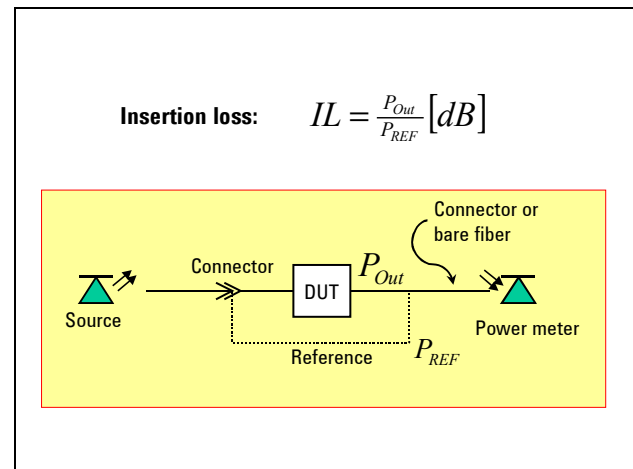 Insertion loss: IL = P_Out / P_REF [dB]
Connector or
bare fiber
Connector
P_Out
DUT
Source
Power meter
Reference
P_REF